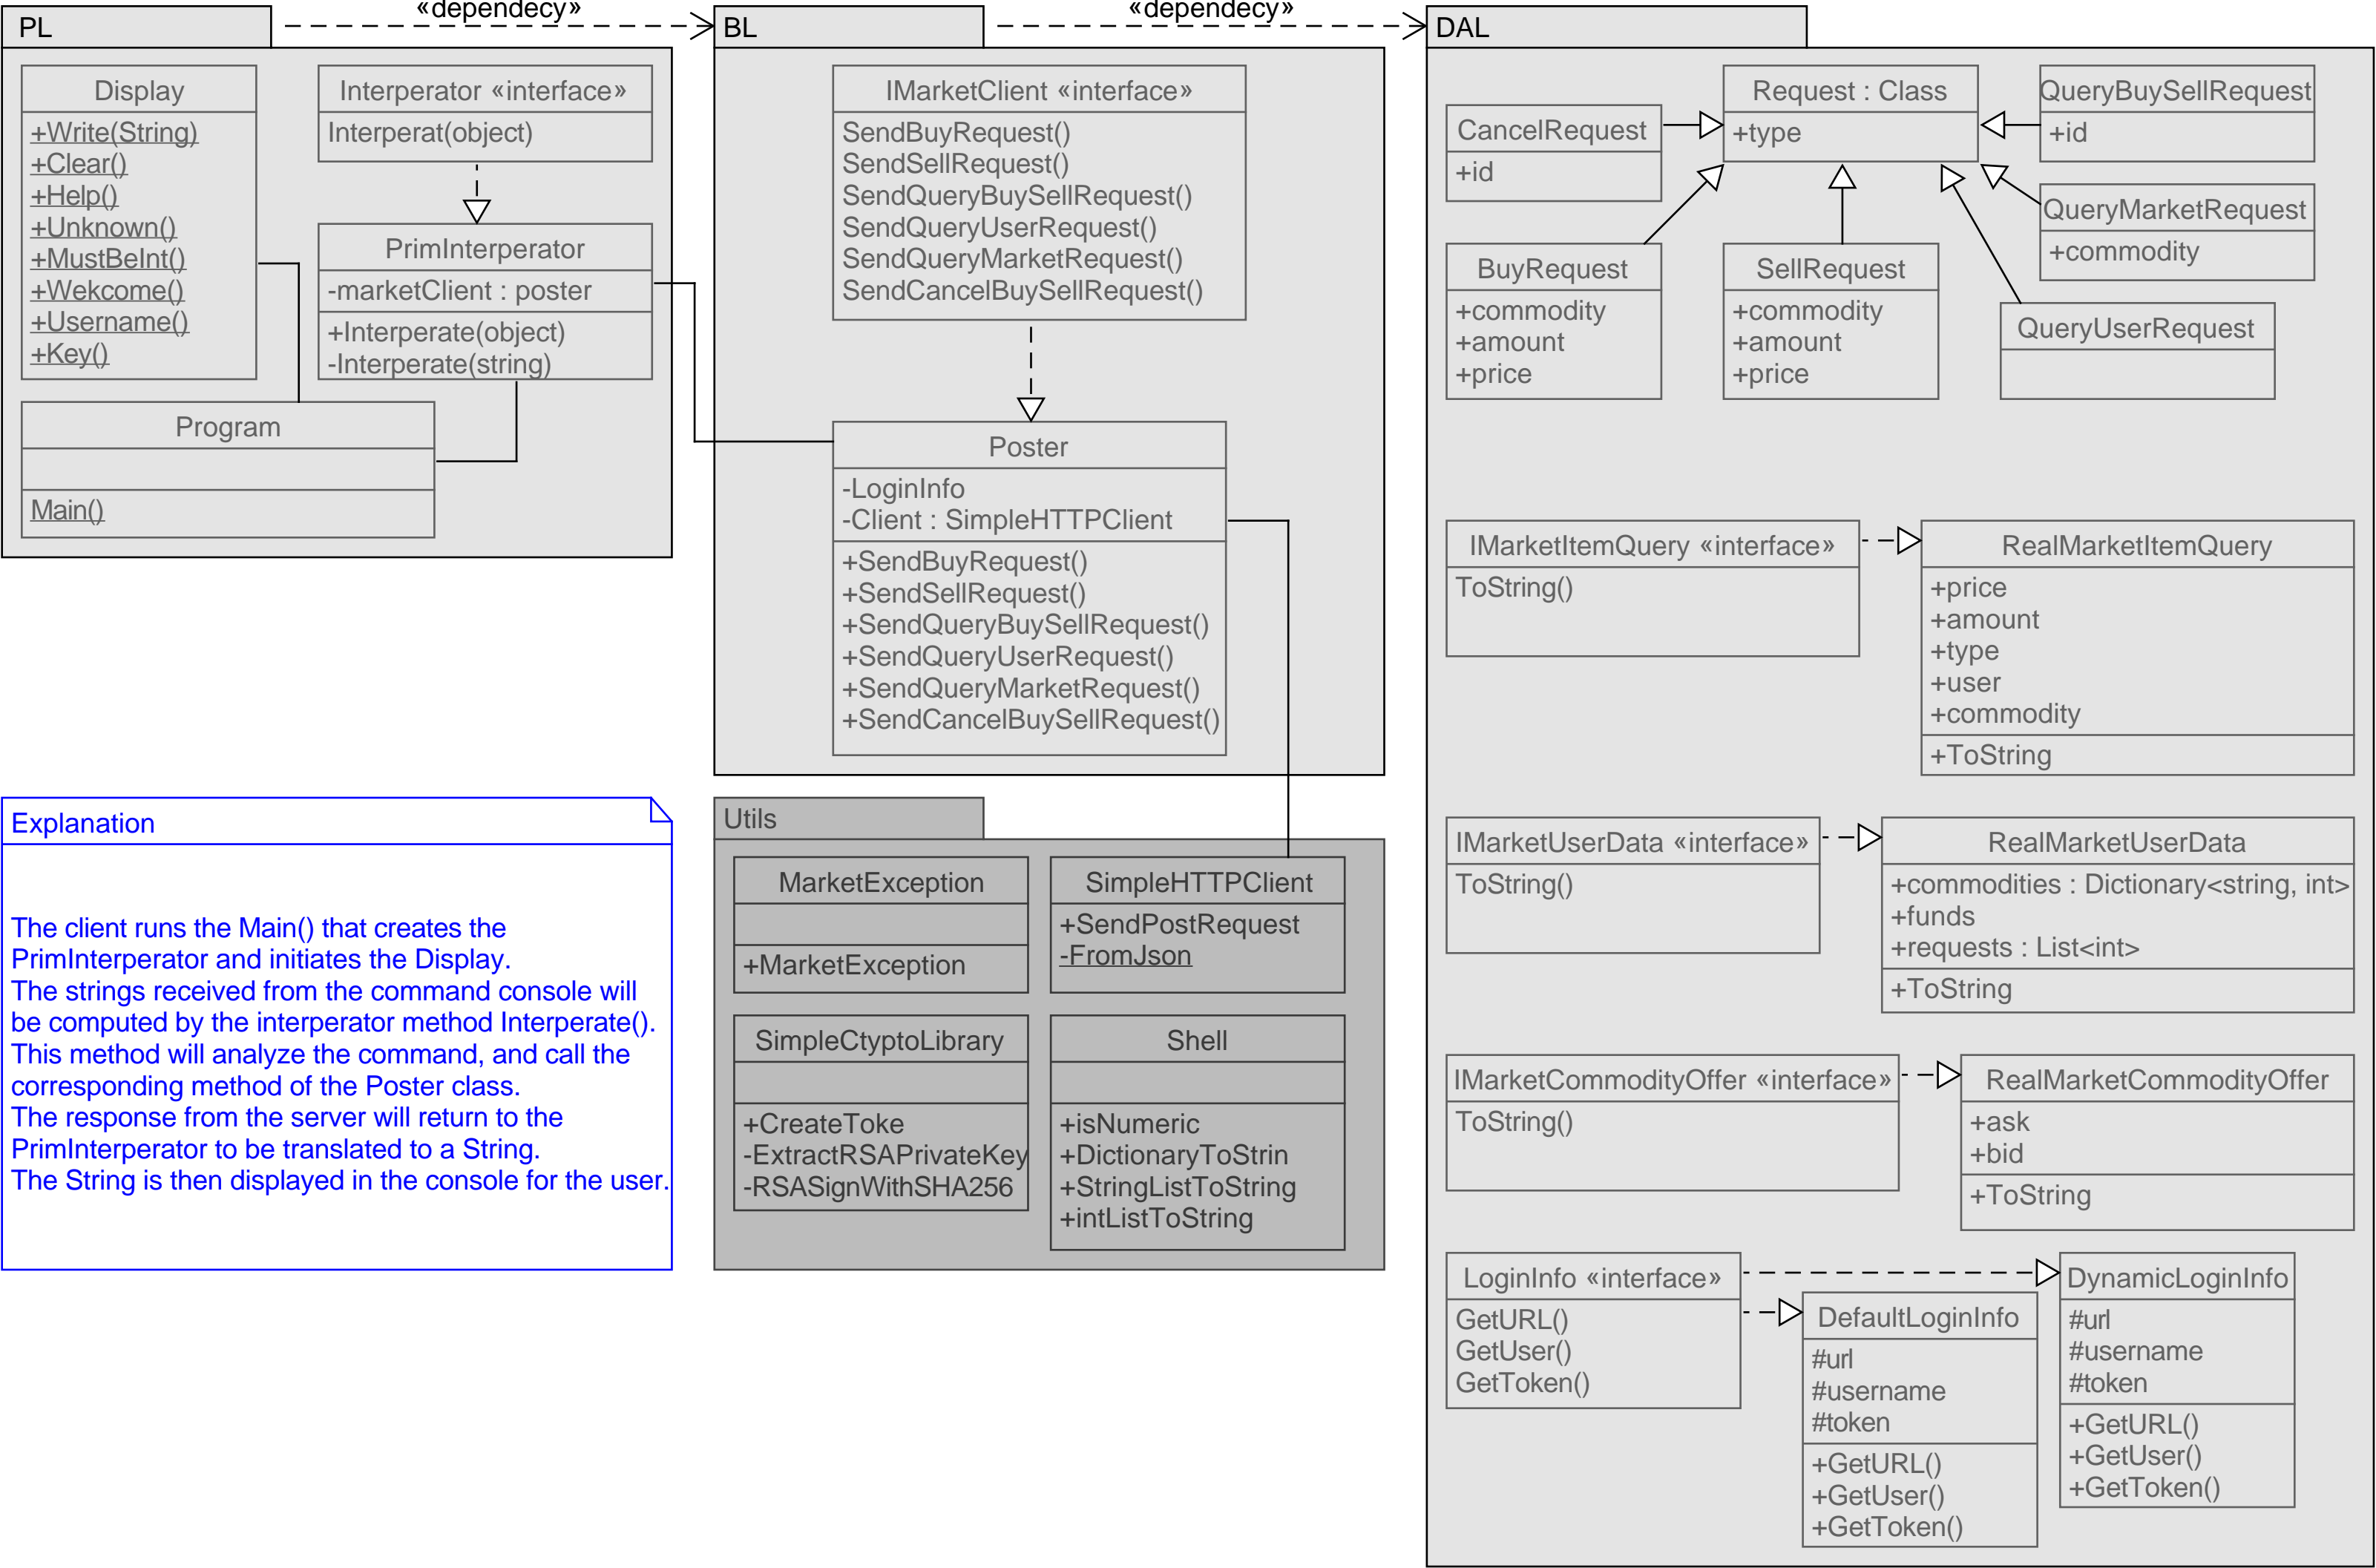 PL
«dependecy»
BL
«dependecy»
DAL
Display
+Write(String)
+Clear()
+Help()
+Unknown()
+MustBeInt()
+Wekcome()
+Username()
+Key()
Interperator «interface»
Interperat(object)
PrimInterperator
-marketClient : poster
+Interperate(object)
-Interperate(string)
Program
Main()
IMarketClient «interface»
SendBuyRequest()
SendSellRequest()
SendQueryBuySellRequest()
SendQueryUserRequest()
SendQueryMarketRequest()
SendCancelBuySellRequest()
Poster
-LoginInfo
-Client : SimpleHTTPClient
+SendBuyRequest()
+SendSellRequest()
+SendQueryBuySellRequest()
+SendQueryUserRequest()
+SendQueryMarketRequest()
+SendCancelBuySellRequest()
CancelRequest
+id
Request : Class
+type
QueryBuySellRequest
+id
QueryMarketRequest
+commodity
BuyRequest
+commodity
+amount
+price
SellRequest
+commodity
+amount
+price
QueryUserRequest
IMarketItemQuery «interface»
ToString()
RealMarketItemQuery
+price
+amount
+type
+user
+commodity
+ToString
IMarketUserData «interface»
ToString()
RealMarketUserData
+commodities : Dictionary<string, int>
+funds
+requests : List<int>
+ToString
IMarketCommodityOffer «interface»
ToString()
RealMarketCommodityOffer
+ask
+bid
+ToString
LoginInfo «interface»
GetURL()
GetUser()
GetToken()
DefaultLoginInfo
#url
#username
#token
+GetURL()
+GetUser()
+GetToken()
DynamicLoginInfo
#url
#username
#token
+GetURL()
+GetUser()
+GetToken()
Explanation
The client runs the Main() that creates the
PrimInterperator and initiates the Display.
The strings received from the command console will
be computed by the interperator method Interperate().
This method will analyze the command, and call the
corresponding method of the Poster class.
The response from the server will return to the
PrimInterperator to be translated to a String.
The String is then displayed in the console for the user.
Utils
MarketException
+MarketException
SimpleHTTPClient
+SendPostRequest
-FromJson
SimpleCtyptoLibrary
+CreateToke
-ExtractRSAPrivateKey
-RSASignWithSHA256
Shell
+isNumeric
+DictionaryToStrin
+StringListToString
+intListToString